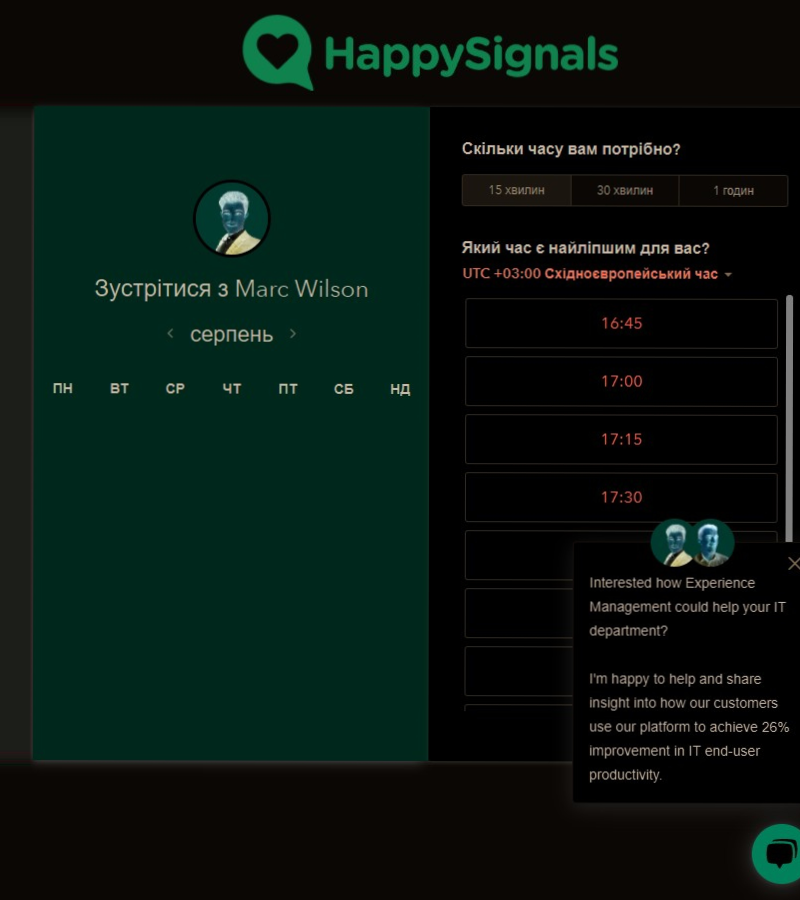 HappySignals
Зустрітися з Marc Wilson
серпень
ПН ВТ СР ЧТ ПТ СБ НД
Скільки часу вам потрібно?
15 хвилин 30 хвилин 1 годин
Який час є найліпшим для вас?
UTC +03:00 Східноєвропейський час
16:45
17:00
17:15
17:30
Interested how Experience
Management could help your IT
department?
I'm happy to help and share
insight into how our customers
use our platform to achieve 26%
improvement in IT end-user
productivity.